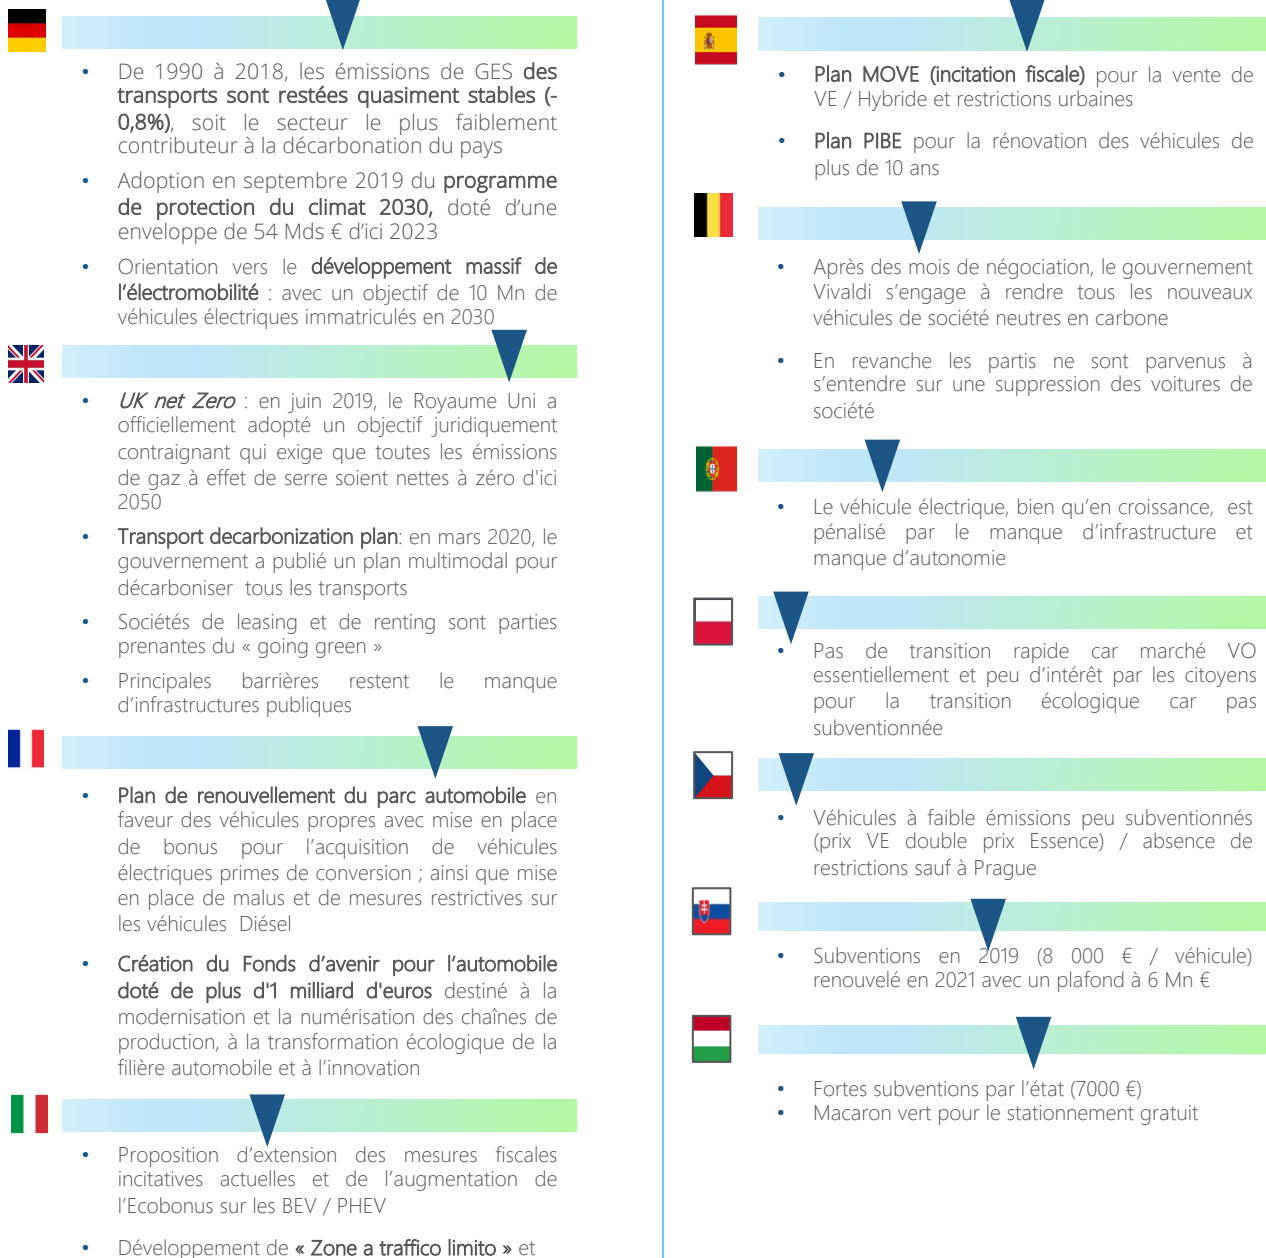 • De 1990 à 2018, les émissions de GES des
transports sont restées quasiment stables (-
0,8%), soit le secteur le plus faiblement
contributeur à la décarbonation du pays
• Adoption en septembre 2019 du programme
de protection du climat 2030, doté d’une
enveloppe de 54 Mds € d’ici 2023
• Orientation vers le développement massif de
l’électromobilité : avec un objectif de 10 Mn de
véhicules électriques immatriculés en 2030
• UK net Zero : en juin 2019, le Royaume Uni a
officiellement adopté un objectif juridiquement
contraignant qui exige que toutes les émissions
de gaz à effet de serre soient nettes à zéro d'ici
2050
• Transport decarbonization plan: en mars 2020, le
gouvernement a publié un plan multimodal pour
décarboniser tous les transports
• Sociétés de leasing et de renting sont parties
prenantes du « going green »
• Principales barrières restent le manque
d’infrastructures publiques
• Plan de renouvellement du parc automobile en
faveur des véhicules propres avec mise en place
de bonus pour l’acquisition de véhicules
électriques primes de conversion ; ainsi que mise
en place de malus et de mesures restrictives sur
les véhicules Diésel
• Création du Fonds d’avenir pour l’automobile
doté de plus d'1 milliard d'euros destiné à la
modernisation et la numérisation des chaînes de
production, à la transformation écologique de la
filière automobile et à l’innovation
• Proposition d’extension des mesures fiscales
incitatives actuelles et de l’augmentation de
l’Ecobonus sur les BEV / PHEV
• Développement de « Zone a traffico limito » et
• Plan MOVE (incitation fiscale) pour la vente de
VE / Hybride et restrictions urbaines
• Plan PIBE pour la rénovation des véhicules de
plus de 10 ans
• Après des mois de négociation, le gouvernement
Vivaldi s’engage à rendre tous les nouveaux
véhicules de société neutres en carbone
• En revanche les partis ne sont parvenus à
s’entendre sur une suppression des voitures de
société
• Le véhicule électrique, bien qu’en croissance, est
pénalisé par le manque d’infrastructure et
manque d’autonomie
• Pas de transition rapide car marché VO
essentiellement et peu d’intérêt par les citoyens
pour la transition écologique car pas
subventionnée
• Véhicules à faible émissions peu subventionnés
(prix VE double prix Essence) / absence de
restrictions sauf à Prague
• Subventions en 2019 (8 000 € / véhicule)
renouvelé en 2021 avec un plafond à 6 Mn €
• Fortes subventions par l’état (7000 €)
• Macaron vert pour le stationnement gratuit